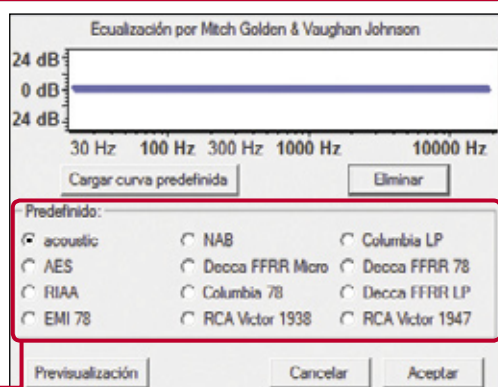 Ecualización por Mitch Golden & Vaughan Johnson
24 dB
0 dB
24 dB
30 Hz 100 Hz 300 Hz 1000 Hz 10000 Hz
Cargar curva predefinida Eliminar
Predefinido:
acoustic NAB Columbia LP
AES Decca FFRR Micro Decca FFRR 78
RIAA Columbia 78 Decca FFRR LP
EMI 78 RCA Victor 1938 RCA Victor 1947
Previsualización Cancelar Aceptar